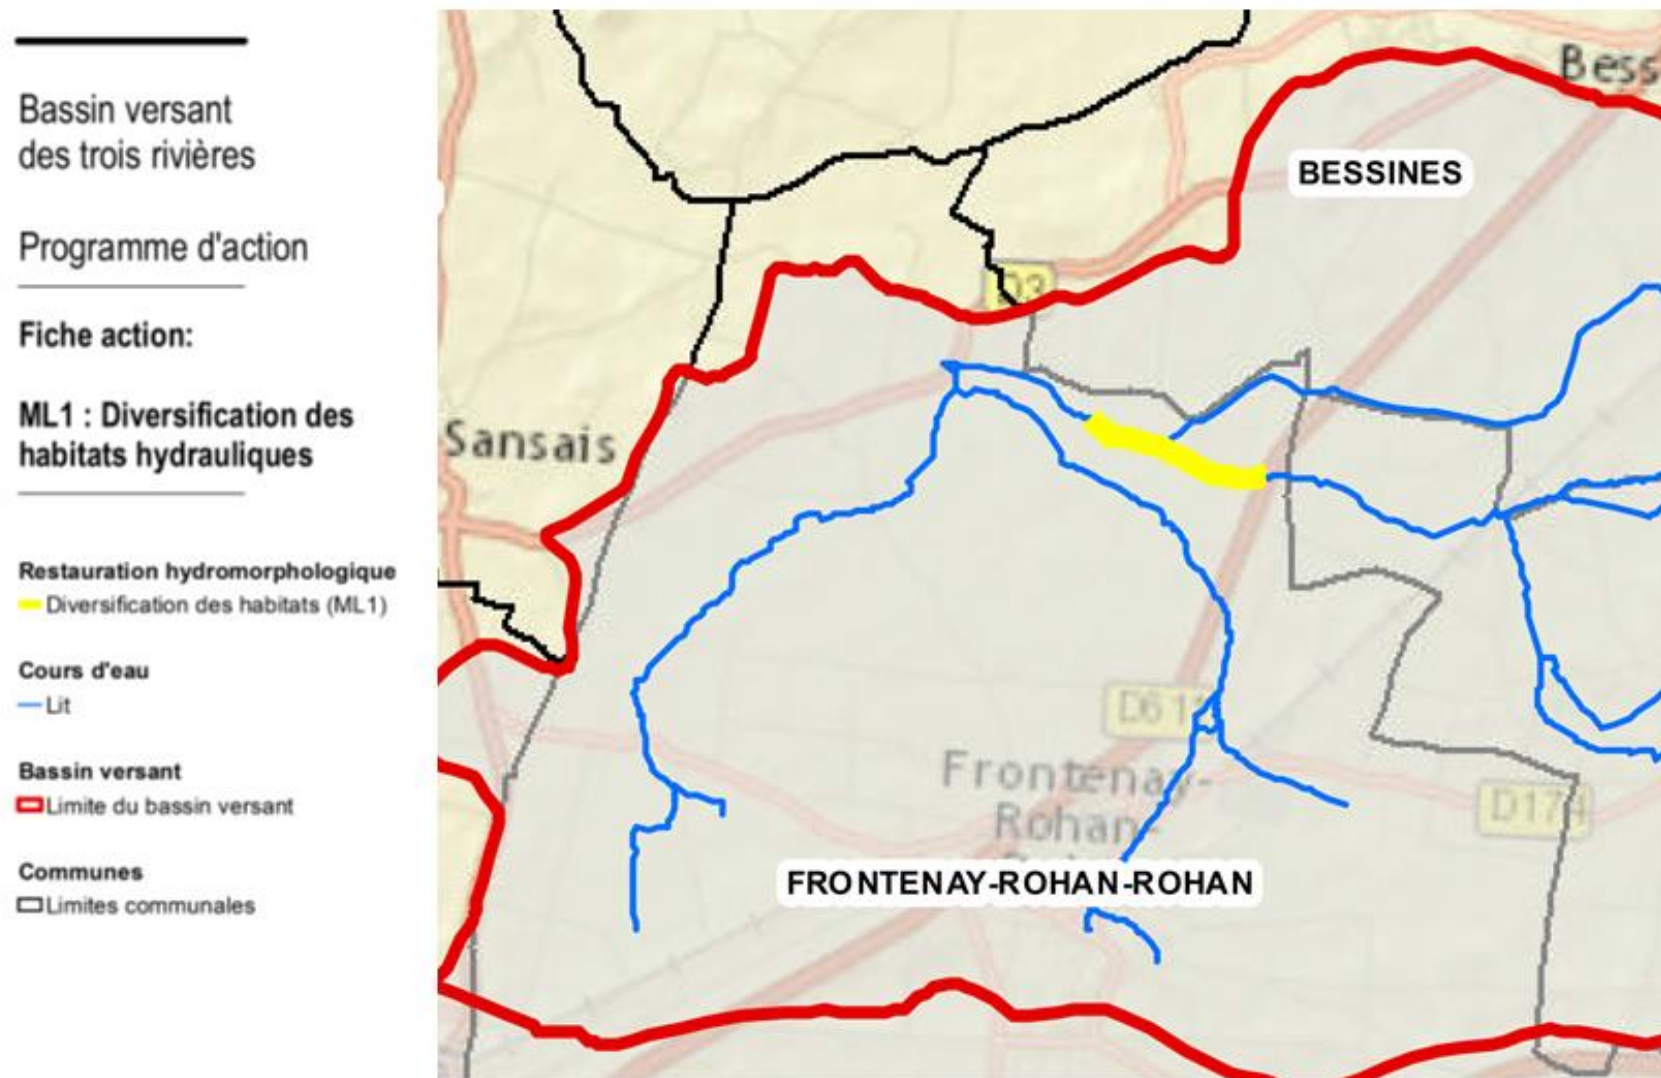 Bassin versant
des trois rivières
Programme d'action
Fiche action:
ML1 : Diversification des
habitats hydrauliques
Restauration hydromorphologique
Diversification des habitats (ML1)
Cours d'eau
Lit
Bassin versant
Limite du bassin versant
Communes
Limites communales
Bess
BESSINES
D3
Sansais
D6 1
Frontenay-
Rohan-
D174
FRONTENAY-ROHAN-ROHAN